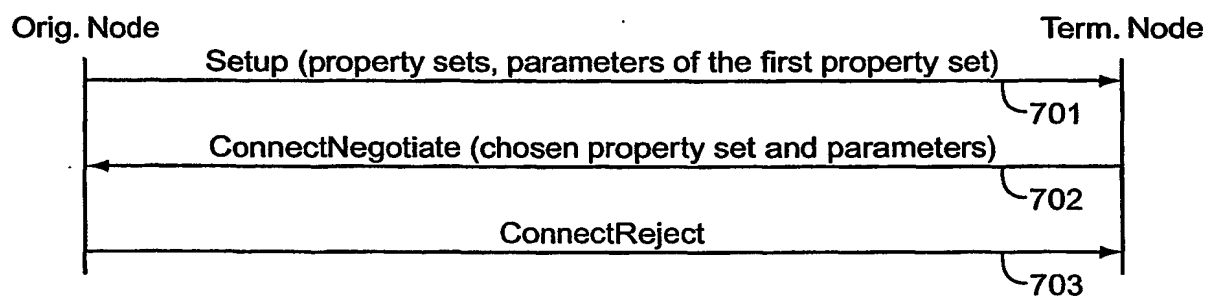 Orig. Node
Term. Node
Setup (property sets, parameters of the first property set)
701
ConnectNegotiate (chosen property set and parameters)
702
ConnectReject
703